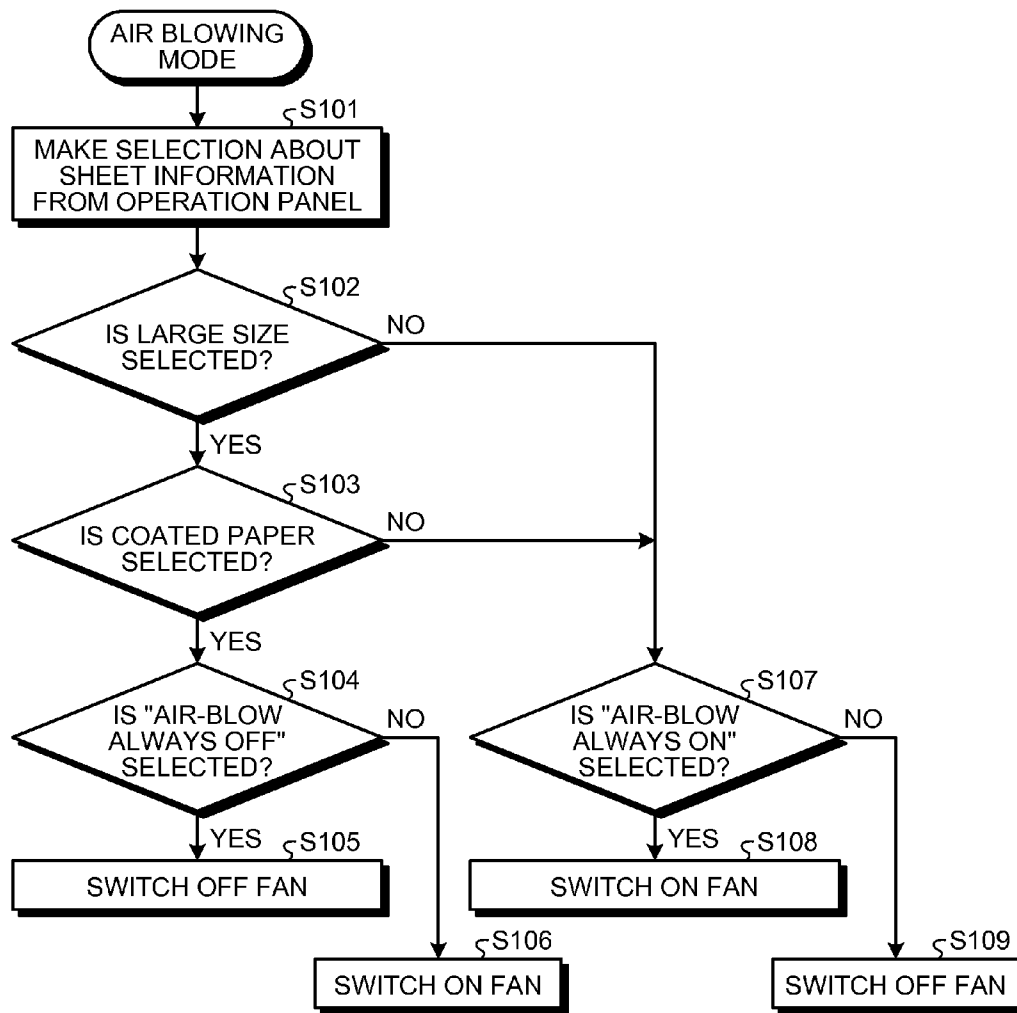 AIR BLOWING
MODE
S101
MAKE SELECTION ABOUT
SHEET INFORMATION
FROM OPERATION PANEL
S102
IS LARGE SIZE
SELECTED?
NO
YES
S103
IS COATED PAPER
SELECTED?
NO
YES
S104
IS "AIR-BLOW
ALWAYS OFF"
SELECTED?
NO
YES
S105
SWITCH OFF FAN
S106
SWITCH ON FAN
S107
IS "AIR-BLOW
ALWAYS ON"
SELECTED?
NO
YES
S108
SWITCH ON FAN
S109
SWITCH OFF FAN